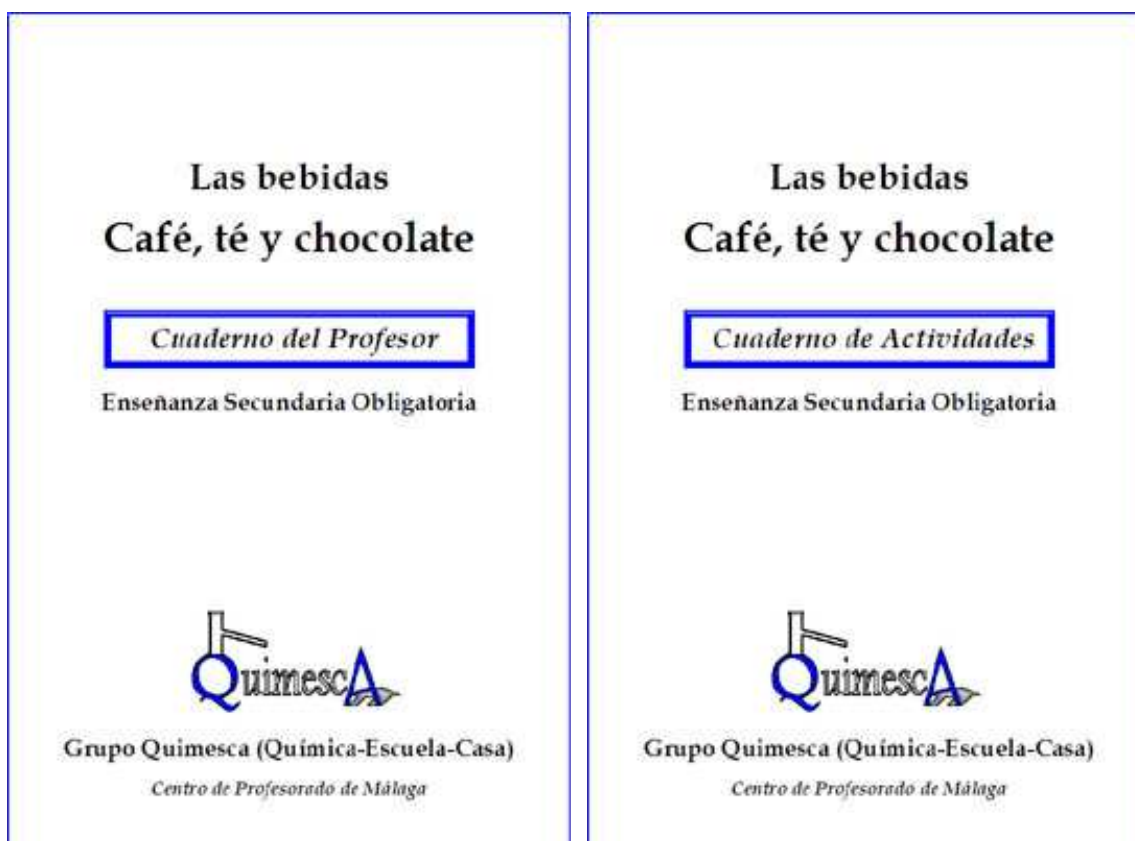 Las bebidas
Café, té y chocolate
Cuaderno del Profesor
Enseñanza Secundaria Obligatoria
QuimescA
Grupo Quimesca (Química-Escuela-Casa)
Centro de Profesorado de Málaga
Las bebidas
Café, té y chocolate
Cuaderno de Actividades
Enseñanza Secundaria Obligatoria
QuimescA
Grupo Quimesca (Química-Escuela-Casa)
Centro de Profesorado de Málaga